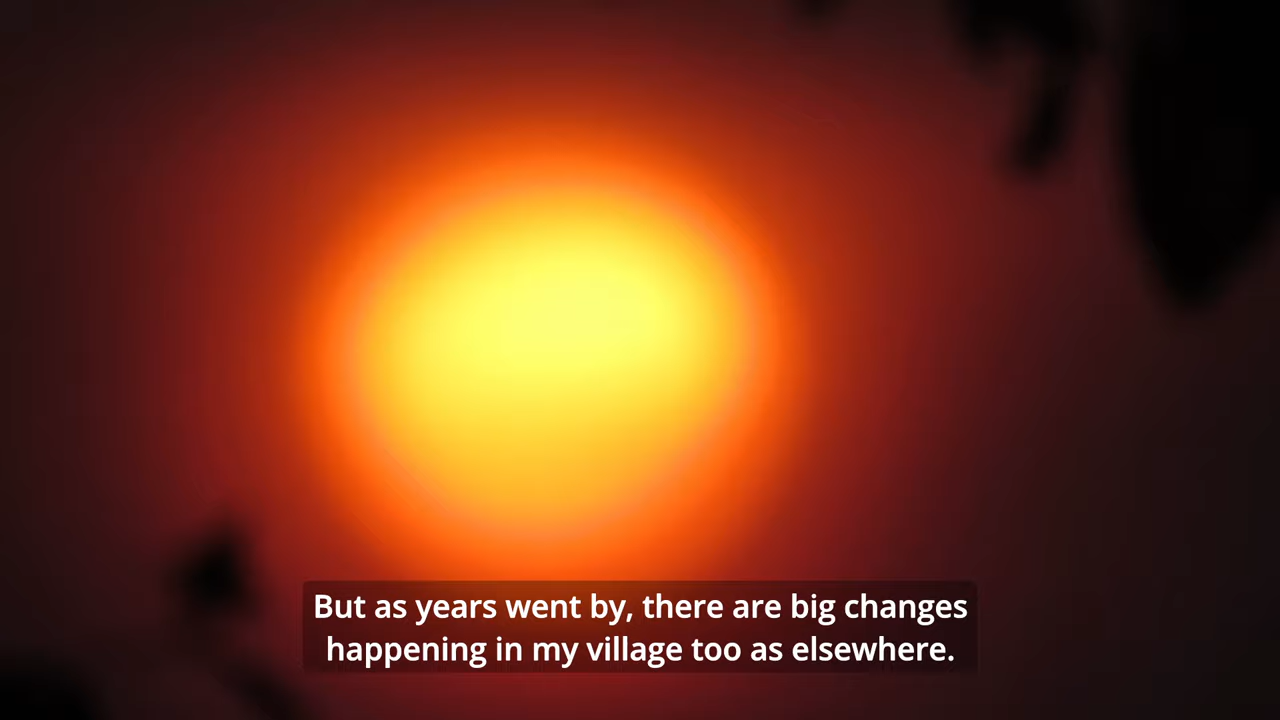 But as years went by, there are big changes
happening in my village too as elsewhere.